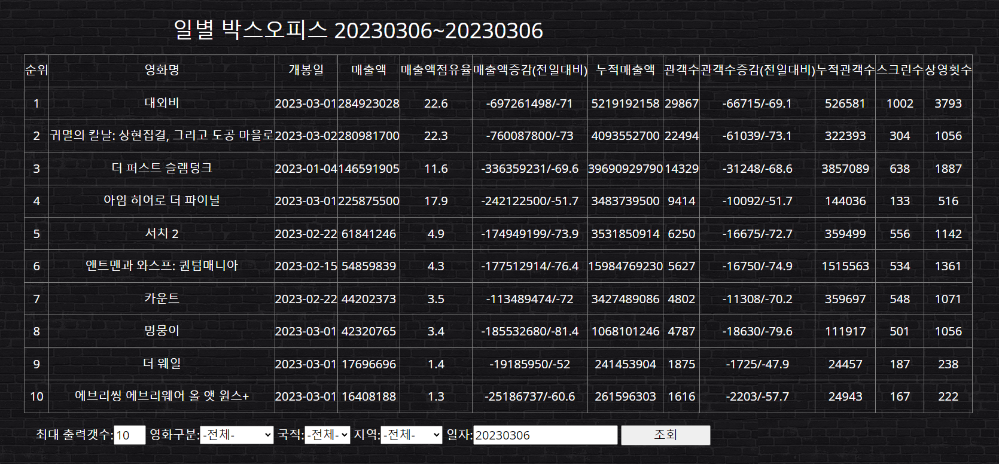 일별 박스오피스 20230306~20230306
순위 영화명 개봉일 매출액 매출액점유율 매출액증감(전일대비) 누적매출액 관객수 관객수증감(전일대비) 누적관객수 스크린수 상영횟수
1 대외비 2023-03-01 284923028 22.6 -697261498/-71 5219192158 29867 -66715/-69.1 526581 1002 3793
2 귀멸의 칼날: 상현집결, 그리고 도공 마을로 2023-03-02 280981700 22.3 -760087800/-73 4093552700 22494 -61039/-73.1 322393 304 1056
3 더 퍼스트 슬램덩크 2023-01-04 146591905 11.6 -336359231/-69.6 39690929790 14329 -31248/-68.6 3857089 638 1887
4 아임 히어로 더 파이널 2023-03-01 225875500 17.9 -242122500/-51.7 3483739500 9414 -10092/-51.7 144036 133 516
5 서치 2 2023-02-22 61841246 4.9 -174949199/-73.9 3531850914 6250 -16675/-72.7 359499 556 1142
6 앤트맨과 와스프: 퀀텀매니아 2023-02-15 54859839 4.3 -177512914/-76.4 15984769230 5627 -16750/-74.9 1515563 534 1361
7 카운트 2023-02-22 44202373 3.5 -113489474/-72 3427489086 4802 -11308/-70.2 359697 548 1071
8 멍뭉이 2023-03-01 42320765 3.4 -185532680/-81.4 1068101246 4787 -18630/-79.6 111917 501 1056
9 더 웨일 2023-03-01 17696696 1.4 -19185950/-52 241453904 1875 -1725/-47.9 24457 187 238
10 에브리씽 에브리웨어 올 앳 원스+ 2023-03-01 16408188 1.3 -25186737/-60.6 261596303 1616 -2203/-57.7 24943 167 222
최대 출력갯수: 10 영화구분: -전체- 국적: -전체- 지역: -전체- 일자: 20230306 조회